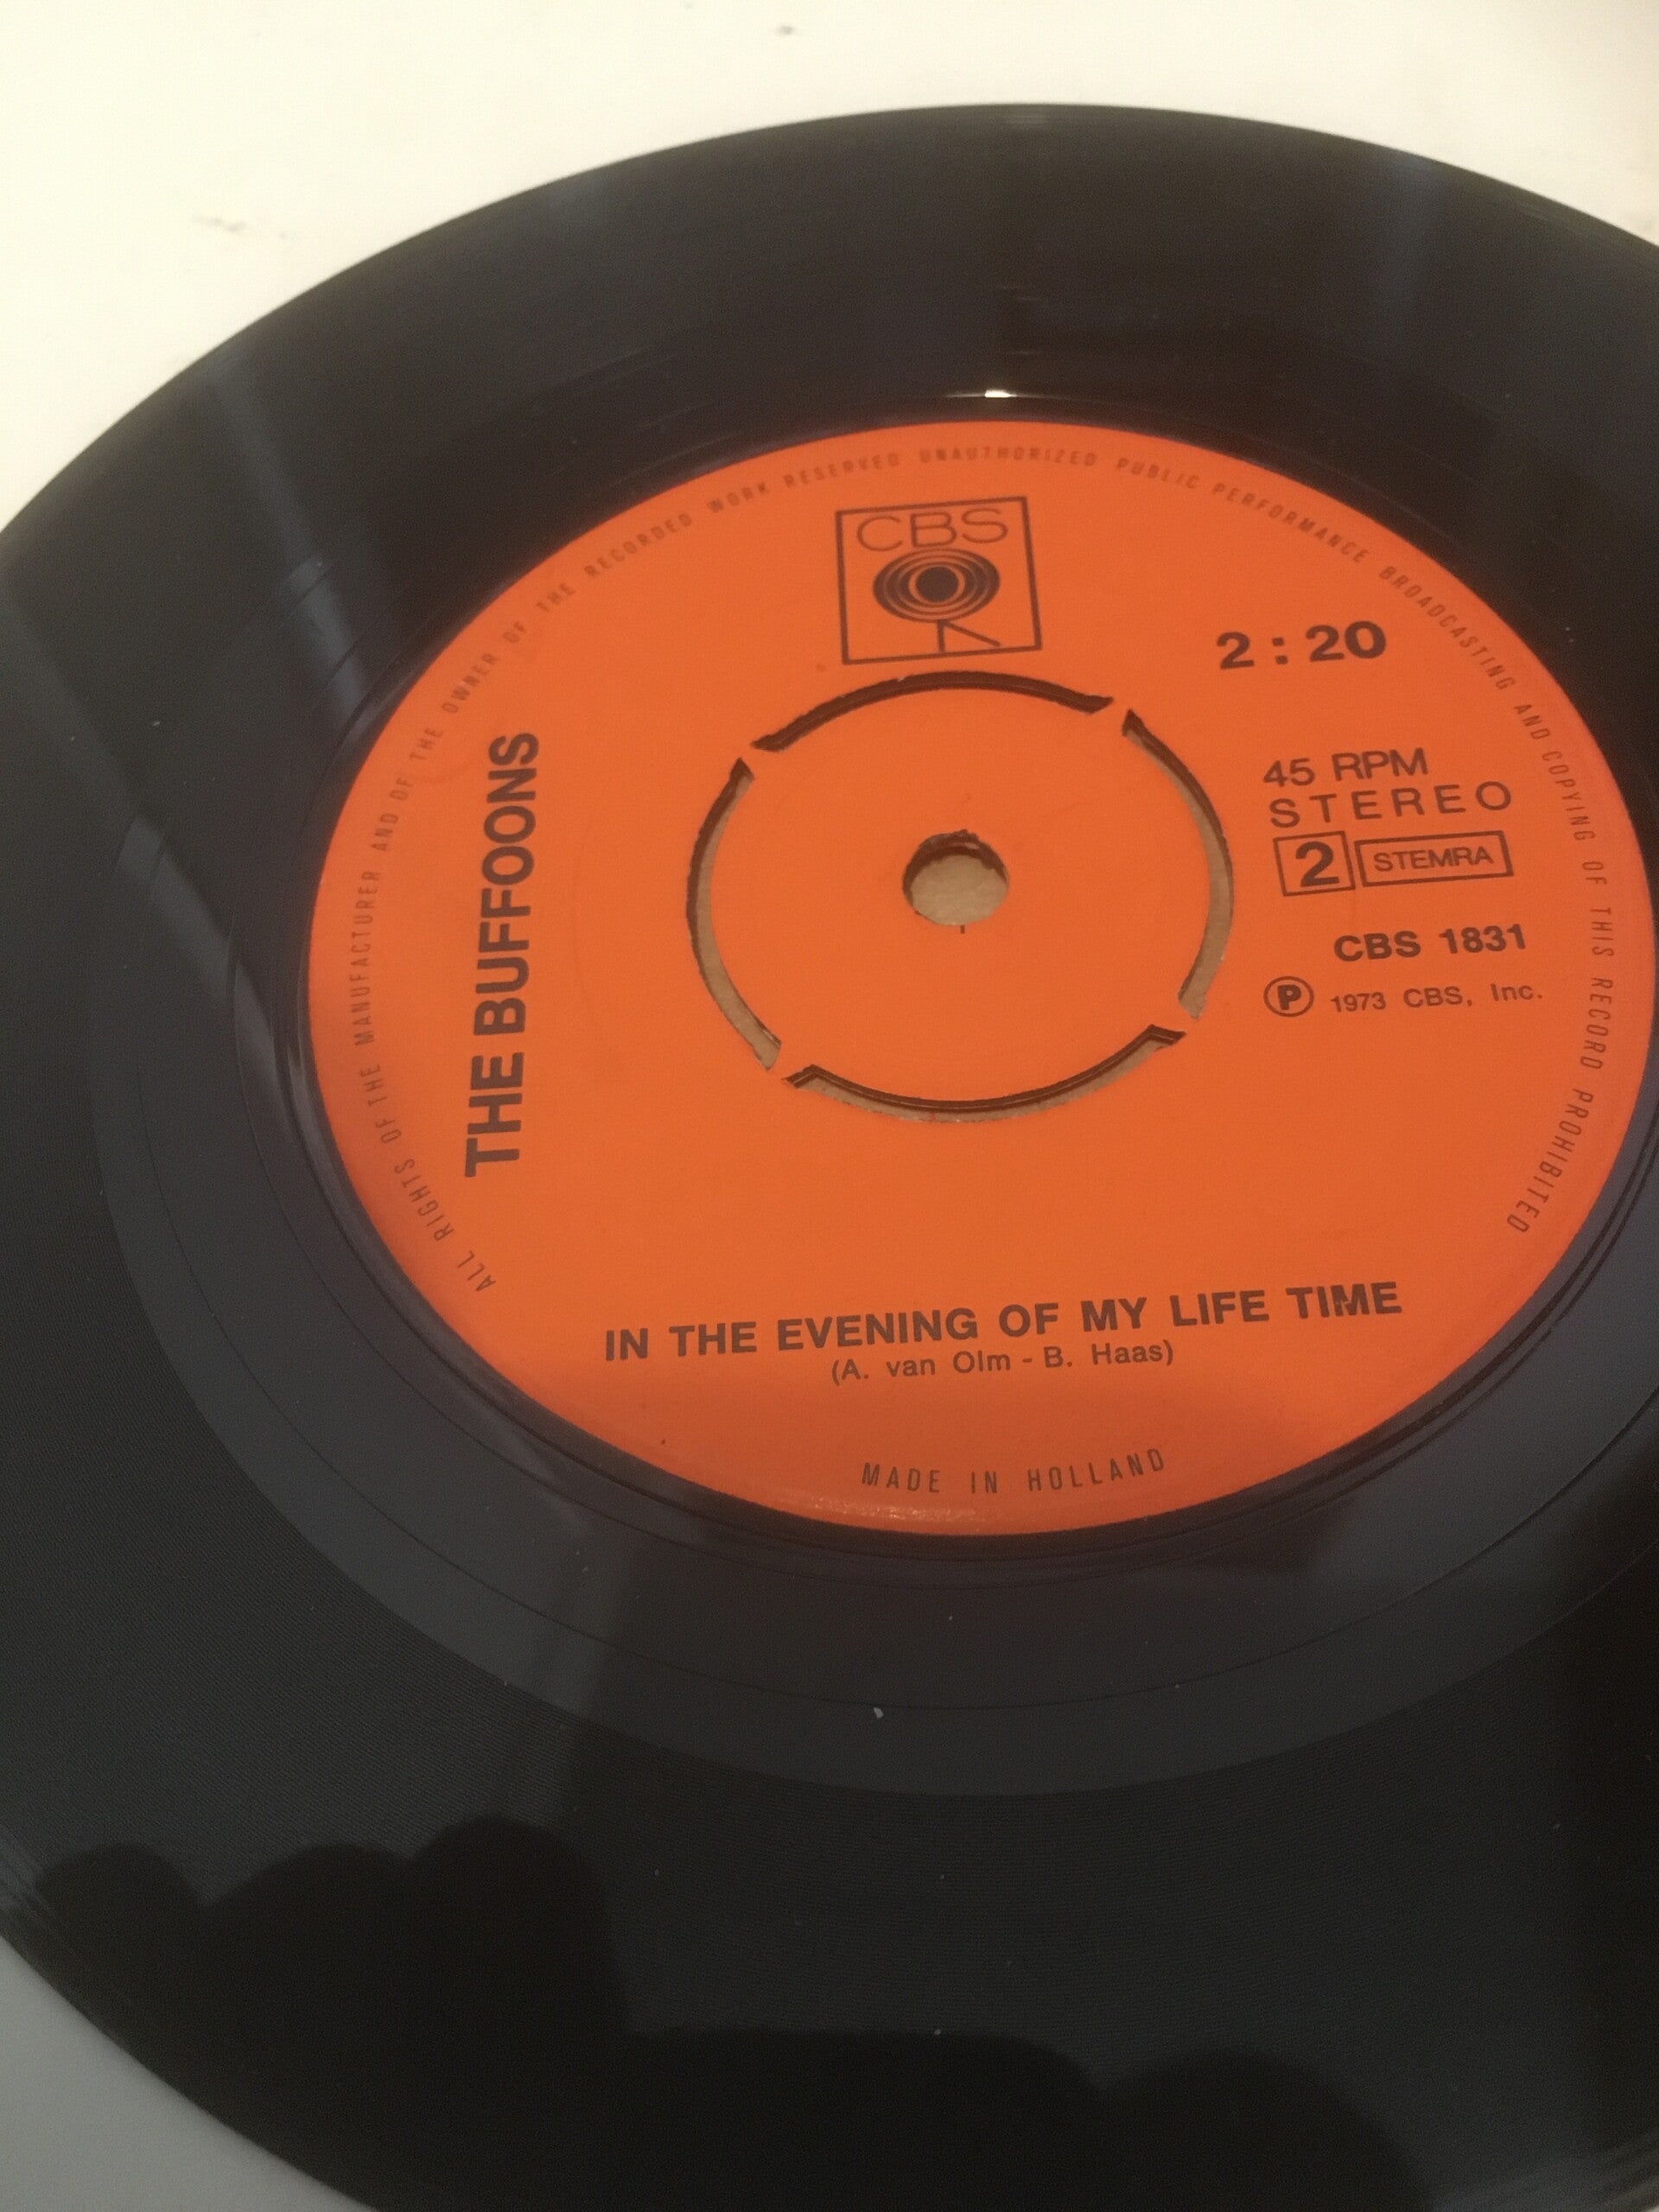 ALL RIGHTS OF THE MANUFACTURER AND OF THE OWNER OF THE RECORDED WORK RESERVED UNAUTHORIZED PUBLIC PERFORMANCE BROADCASTING AND COPYING OF THIS RECORD PROHIBITED
CBS
2 : 20
45 RPM
STEREO
2 STEMRA
CBS 1831
Ⓟ 1973 CBS, Inc.
THE BUFFOONS
IN THE EVENING OF MY LIFE TIME
(A. van Olm - B. Haas)
MADE IN HOLLAND